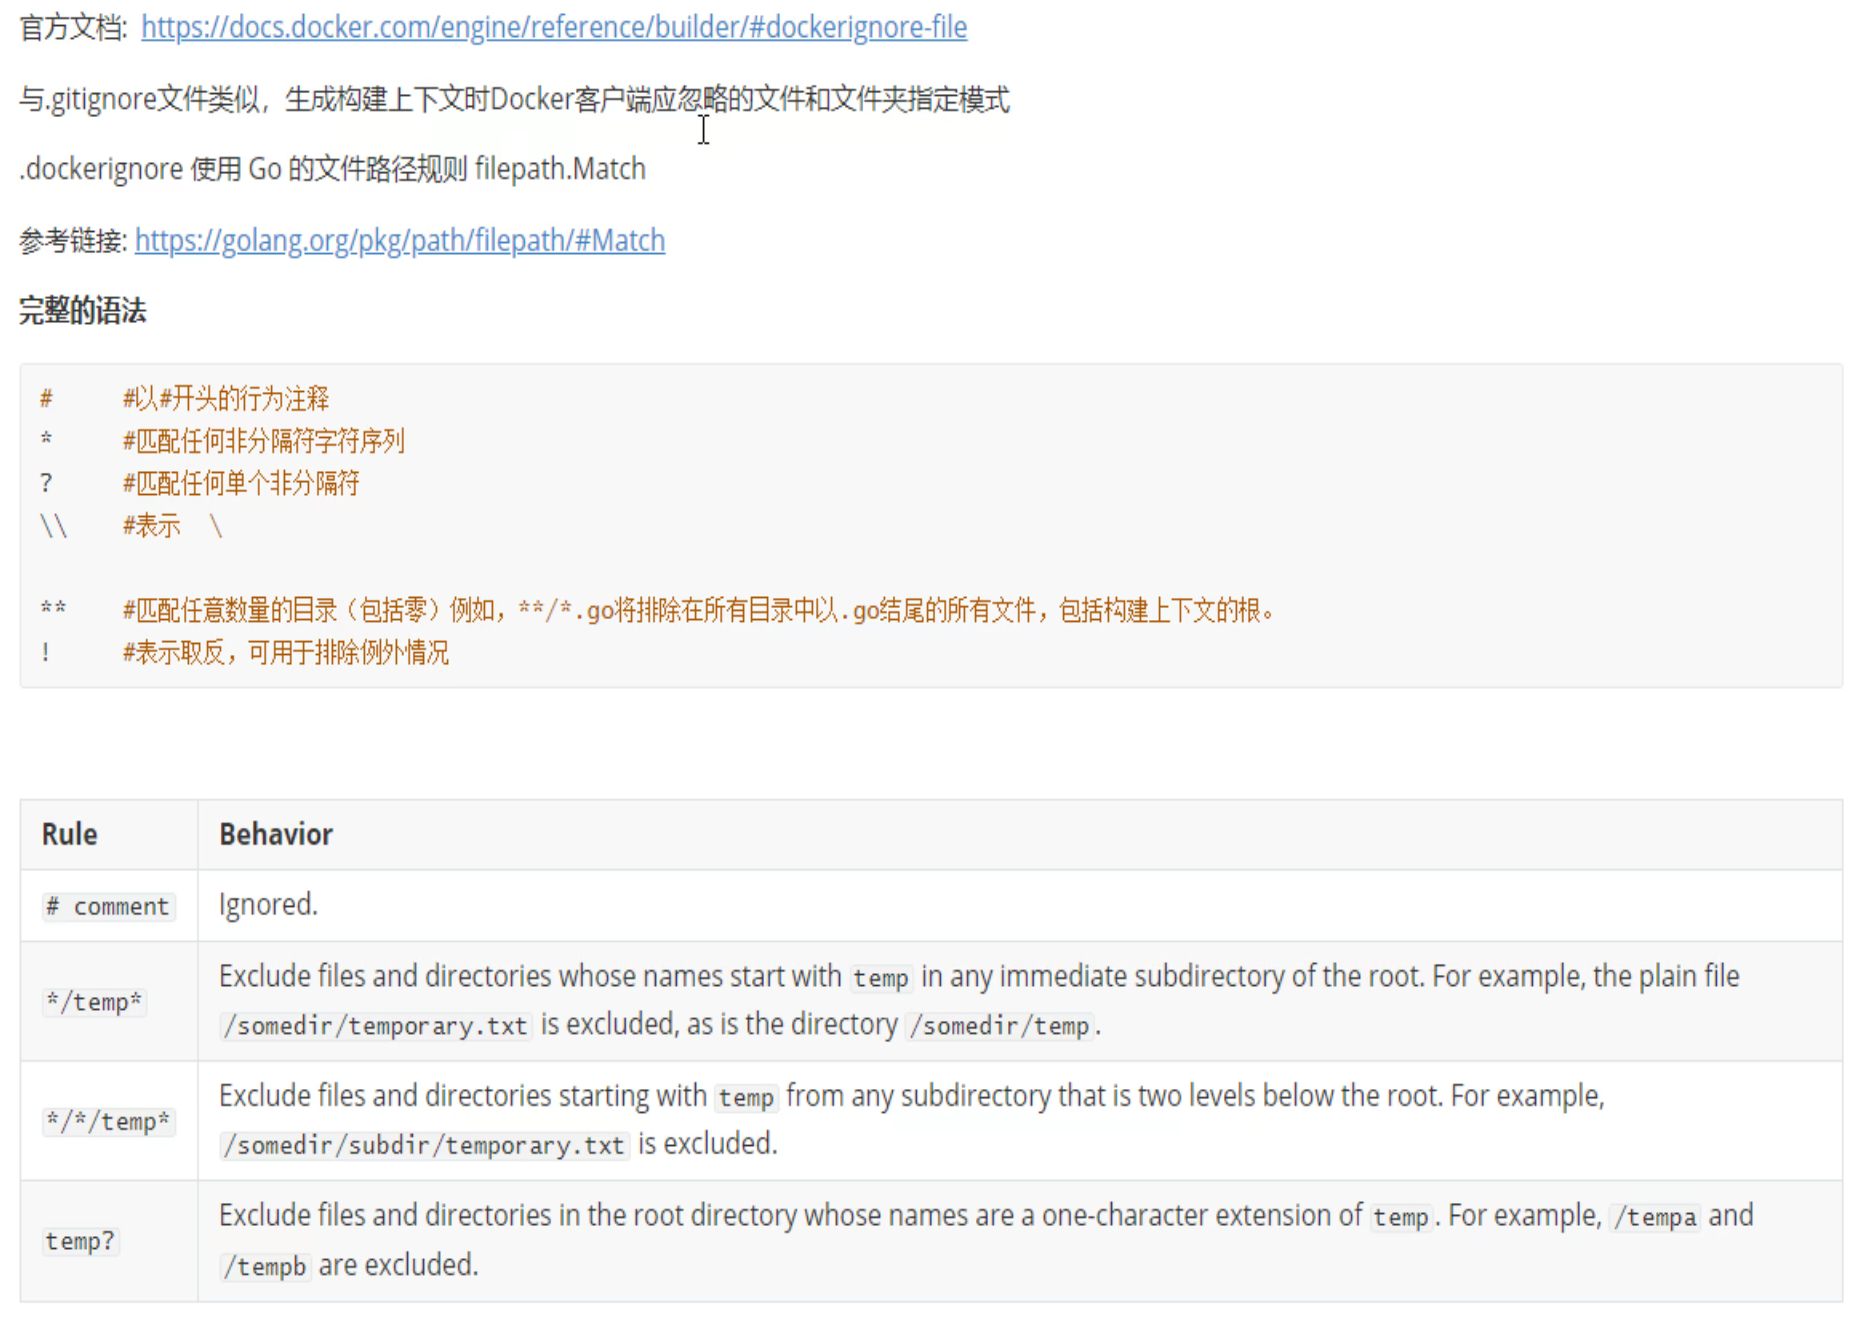 官方文档: https://docs.docker.com/engine/reference/builder/#dockerignore-file
与.gitignore文件类似，生成构建上下文时Docker客户端应忽略的文件和文件夹指定模式
.dockerignore 使用 Go 的文件路径规则 filepath.Match
参考链接: https://golang.org/pkg/path/filepath/#Match
完整的语法
# #以#开头的行为注释
* #匹配任何非分隔符字符序列
? #匹配任何单个非分隔符
\\ #表示 \
** #匹配任意数量的目录（包括零）例如，**/*.go将排除在所有目录中以.go结尾的所有文件，包括构建上下文的根。
! #表示取反，可用于排除例外情况
Rule Behavior
# comment Ignored.
*/temp* Exclude files and directories whose names start with temp in any immediate subdirectory of the root. For example, the plain file
/somedir/temporary.txt is excluded, as is the directory /somedir/temp.
*/*/temp* Exclude files and directories starting with temp from any subdirectory that is two levels below the root. For example,
/somedir/subdir/temporary.txt is excluded.
temp? Exclude files and directories in the root directory whose names are a one-character extension of temp. For example, /tempa and
/tempb are excluded.